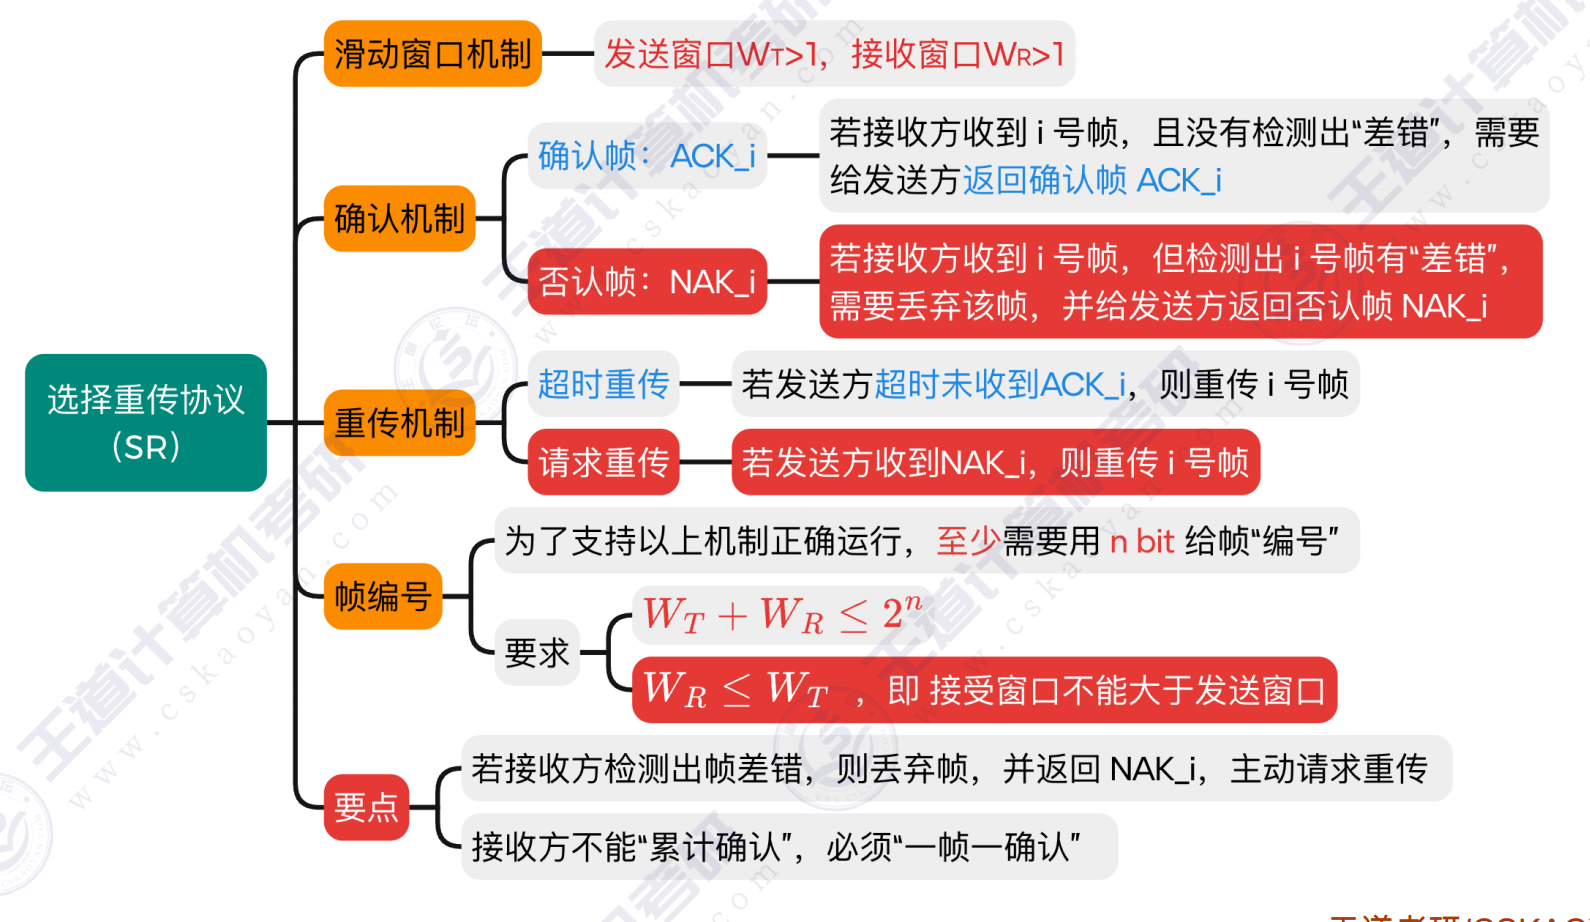 滑动窗口机制
发送窗口WT>1，接收窗口WR>1
确认机制
确认帧：ACK_i
若接收方收到 i 号帧，且没有检测出“差错”，需要
给发送方返回确认帧 ACK_i
否认帧：NAK_i
若接收方收到 i 号帧，但检测出 i 号帧有“差错”，
需要丢弃该帧，并给发送方返回否认帧 NAK_i
选择重传协议
（SR）
重传机制
超时重传
若发送方超时未收到ACK_i，则重传 i 号帧
请求重传
若发送方收到NAK_i，则重传 i 号帧
帧编号
为了支持以上机制正确运行，至少需要用 n bit 给帧“编号”
要求
W_T + W_R ≤ 2^n
W_R ≤ W_T ，即 接受窗口不能大于发送窗口
要点
若接收方检测出帧差错，则丢弃帧，并返回 NAK_i，主动请求重传
接收方不能“累计确认”，必须“一帧一确认”
王道计算机考研
www.cskaoyan.com